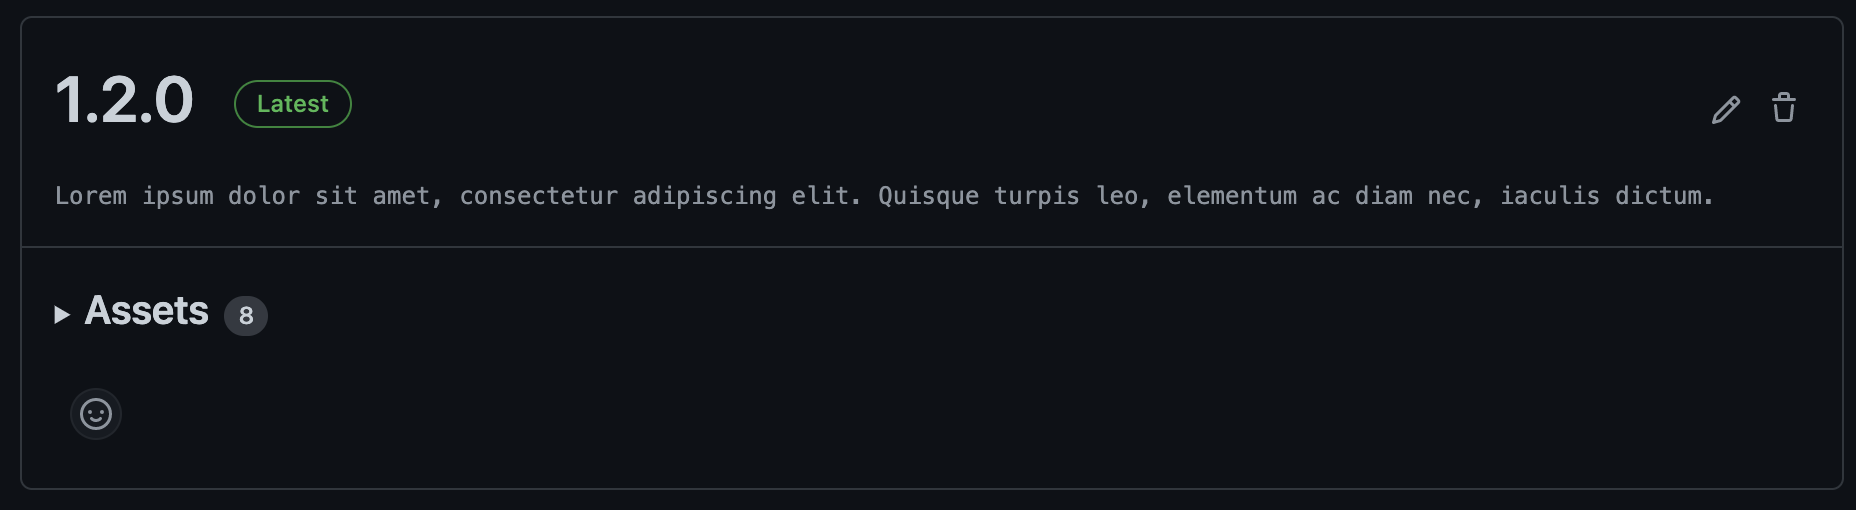 1.2.0 Latest
Lorem ipsum dolor sit amet, consectetur adipiscing elit. Quisque turpis leo, elementum ac diam nec, iaculis dictum.
Assets 8